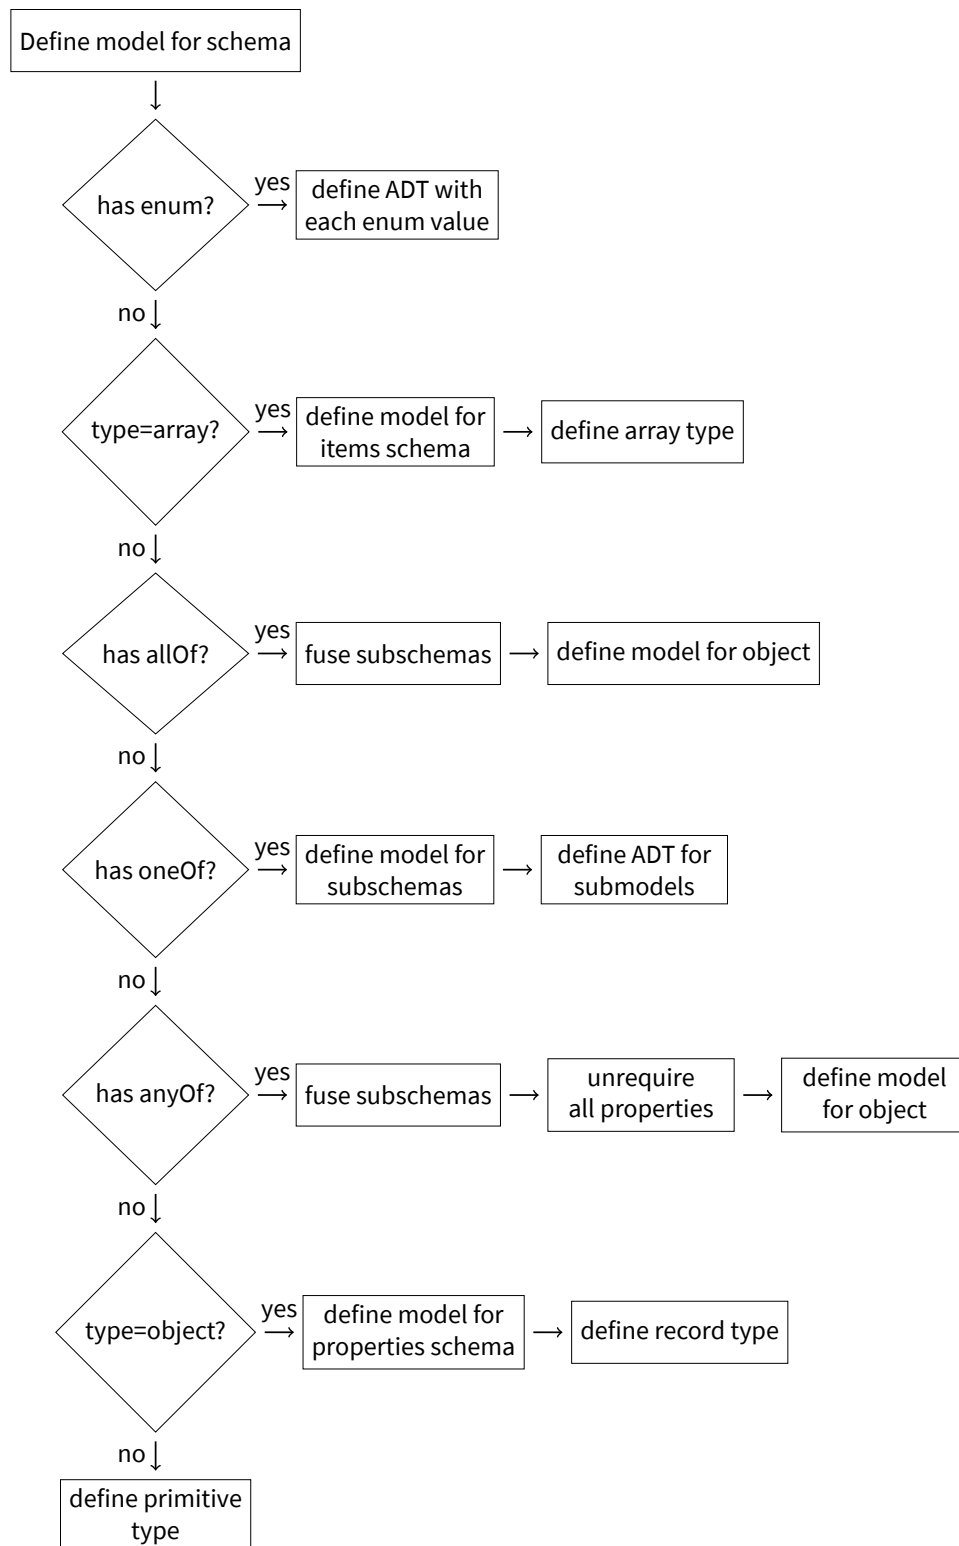 Define model for schema
has enum?
yes
define ADT with
each enum value
no
type=array?
yes
define model for
items schema
define array type
no
has allOf?
yes
fuse subschemas
define model for object
no
has oneOf?
yes
define model for
subschemas
define ADT for
submodels
no
has anyOf?
yes
fuse subschemas
unrequire
all properties
define model
for object
no
type=object?
yes
define model for
properties schema
define record type
no
define primitive
type